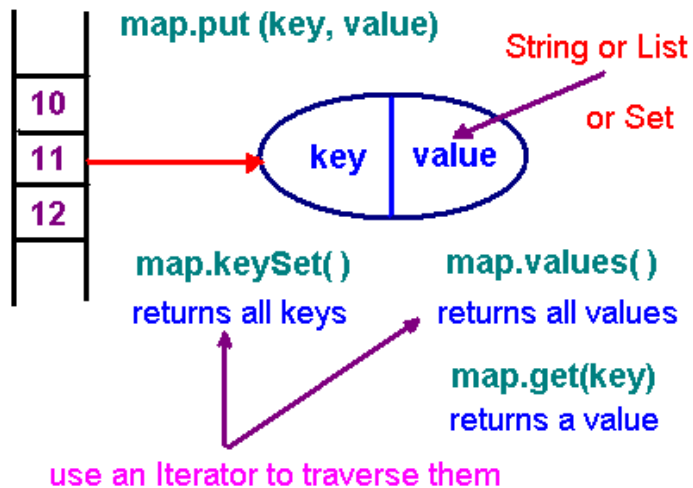 map.put (key, value)
String or List
or Set
10
11
12
key
value
map.keySet( )
returns all keys
map.values( )
returns all values
map.get(key)
returns a value
use an Iterator to traverse them